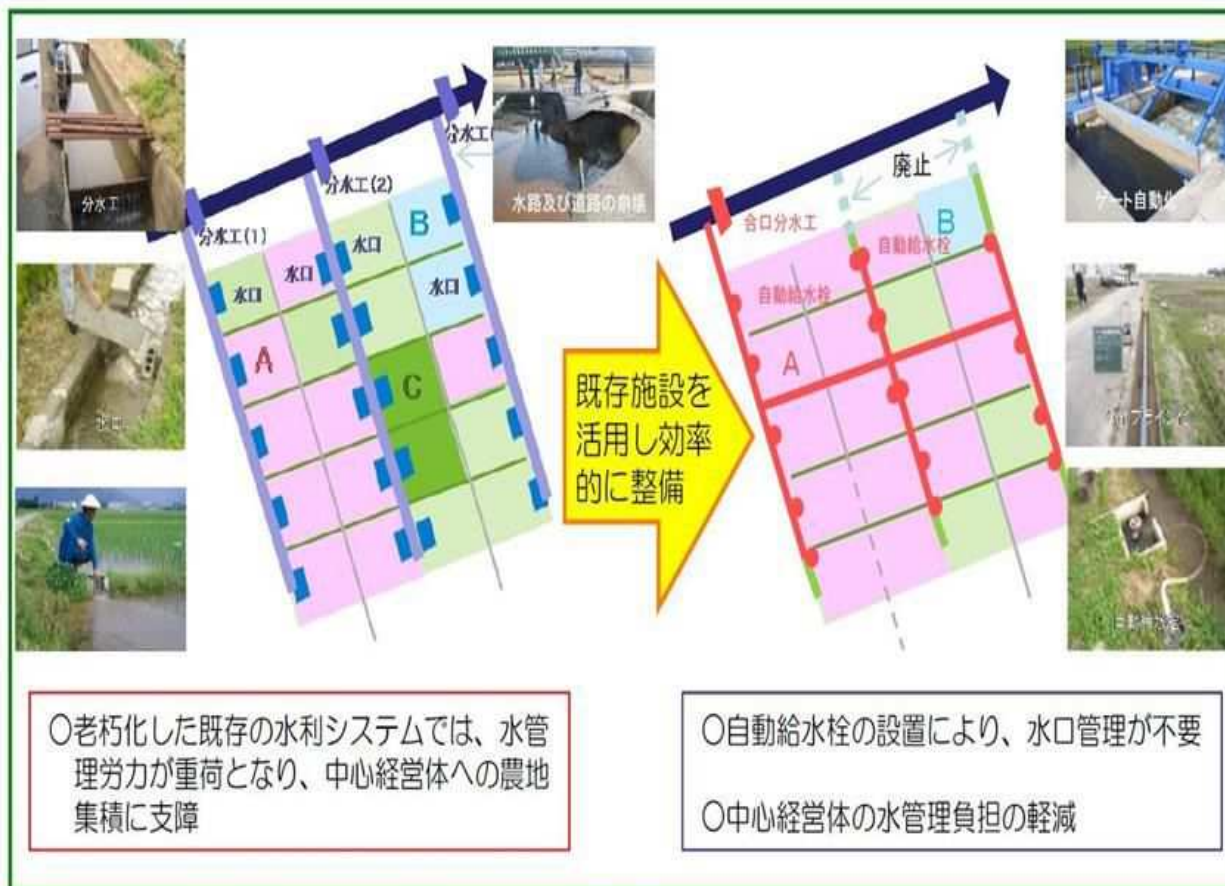 分水工
水口
分水工(1)
分水工(2)
分水工(
水口
水口
水口
水口
A
B
C
水路及び道路の崩壊
既存施設を
活用し効率
的に整備
廃止
合口分水工
自動給水栓
自動給水栓
A
B
ゲート自動化
○老朽化した既存の水利システムでは、水管
理労力が重荷となり、中心経営体への農地
集積に支障
○自動給水栓の設置により、水口管理が不要
○中心経営体の水管理負担の軽減